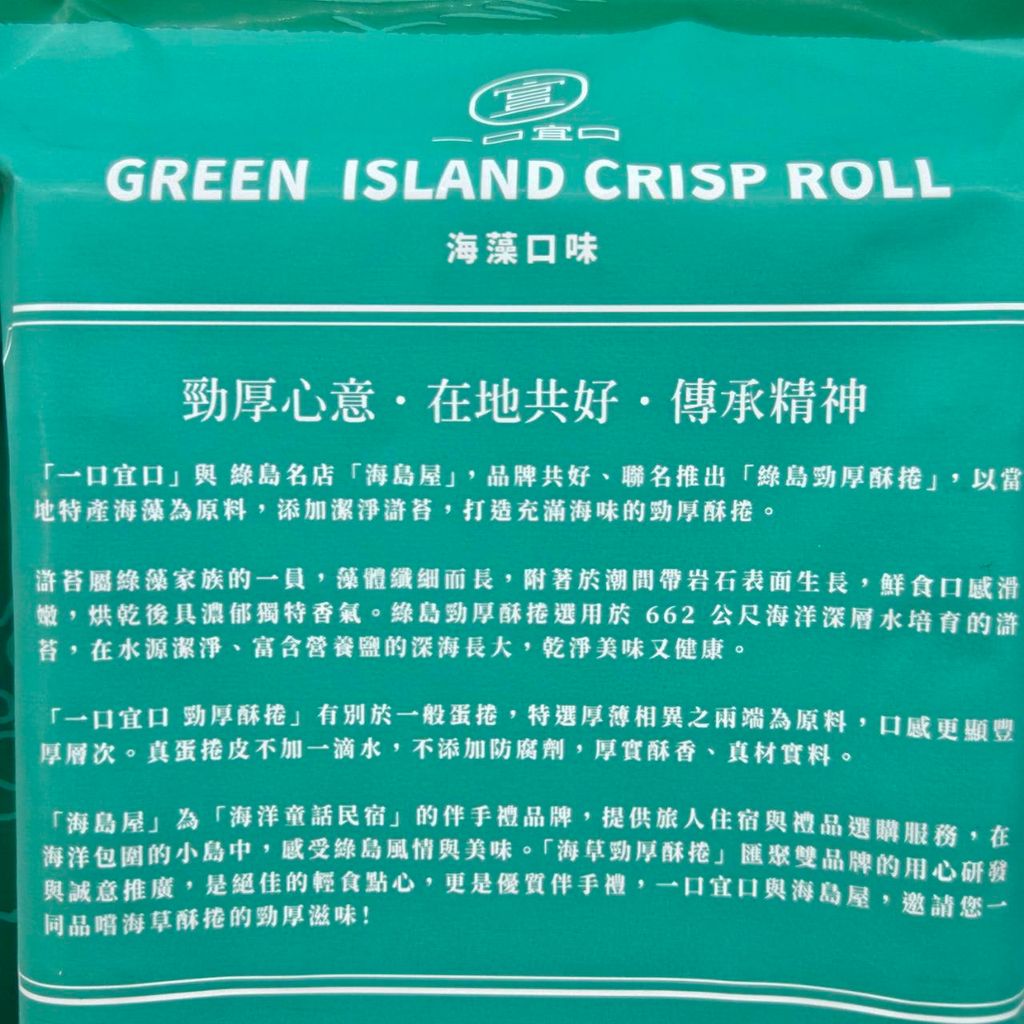 宣
一口宣口
GREEN ISLAND CRISP ROLL
海藻口味
勁厚心意・在地共好・傳承精神
「一口宜口」與 綠島名店「海島屋」，品牌共好、聯名推出「綠島勁厚酥捲」，以當
地特產海藻為原料，添加潔淨滸苔，打造充滿海味的勁厚酥捲。
滸苔屬綠藻家族的一員，藻體纖細而長，附著於潮間帶岩石表面生長，鮮食口感滑
嫩，烘乾後具濃郁獨特香氣。綠島勁厚酥捲選用於 662 公尺海洋深層水培育的滸
苔，在水源潔淨、富含營養鹽的深海長大，乾淨美味又健康。
「一口宜口 勁厚酥捲」有別於一般蛋捲，特選厚薄相異之兩端為原料，口感更顯豐
厚層次。真蛋捲皮不加一滴水，不添加防腐劑，厚實酥香、真材實料。
「海島屋」為「海洋童話民宿」的伴手禮品牌，提供旅人住宿與禮品選購服務，在
海洋包圍的小島中，感受綠島風情與美味。「海草勁厚酥捲」匯聚雙品牌的用心研發
與誠意推廣，是絕佳的輕食點心，更是優質伴手禮，一口宜口與海島屋，邀請您一
同品嚐海草酥捲的勁厚滋味！